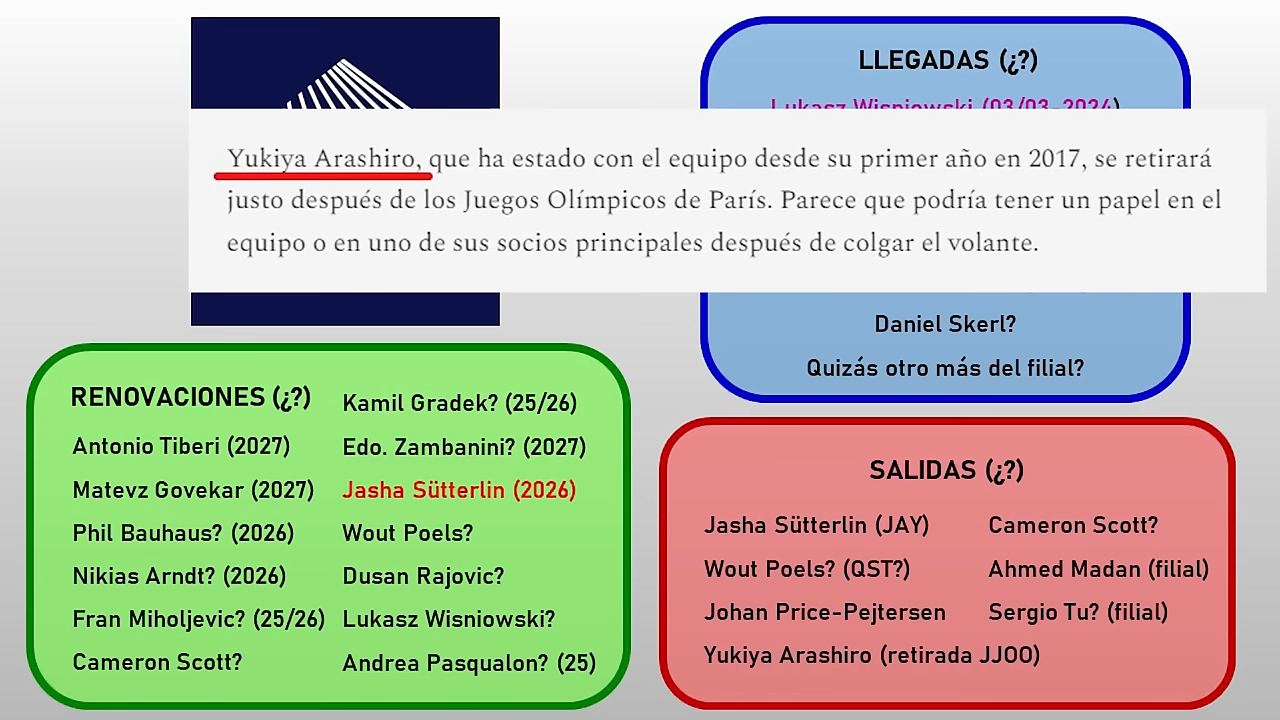 LLEGADAS (¿?)
Lukasz Wisniowski (03/03-2024)
Yukiya Arashiro, que ha estado con el equipo desde su primer año en 2017, se retirará
justo después de los Juegos Olímpicos de París. Parece que podría tener un papel en el
equipo o en uno de sus socios principales después de colgar el volante.
Daniel Skerl?
Quizás otro más del filial?
RENOVACIONES (¿?)
Antonio Tiberi (2027)
Matevz Govekar (2027)
Phil Bauhaus? (2026)
Nikias Arndt? (2026)
Fran Miholjevic? (25/26)
Cameron Scott?
Kamil Gradek? (25/26)
Edo. Zambanini? (2027)
Jasha Sütterlin (2026)
Wout Poels?
Dusan Rajovic?
Lukasz Wisniowski?
Andrea Pasqualon? (25)
SALIDAS (¿?)
Jasha Sütterlin (JAY)
Wout Poels? (QST?)
Johan Price-Pejtersen
Yukiya Arashiro (retirada JJOO)
Cameron Scott?
Ahmed Madan (filial)
Sergio Tu? (filial)